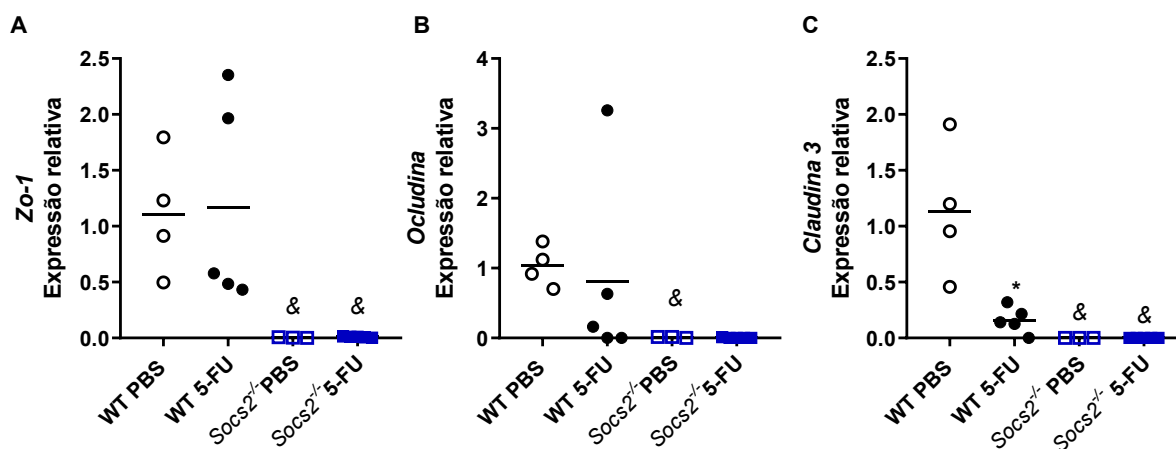 A
Zo-1
Expressão relativa
2.5
2.0
1.5
1.0
0.5
0.0
&
&
WT PBS
WT 5-FU
Socs2-/- PBS
Socs2-/- 5-FU
B
Ocludina
Expressão relativa
4
3
2
1
0
&
WT PBS
WT 5-FU
Socs2-/- PBS
Socs2-/- 5-FU
C
Claudina 3
Expressão relativa
2.5
2.0
1.5
1.0
0.5
0.0
*
&
&
WT PBS
WT 5-FU
Socs2-/- PBS
Socs2-/- 5-FU